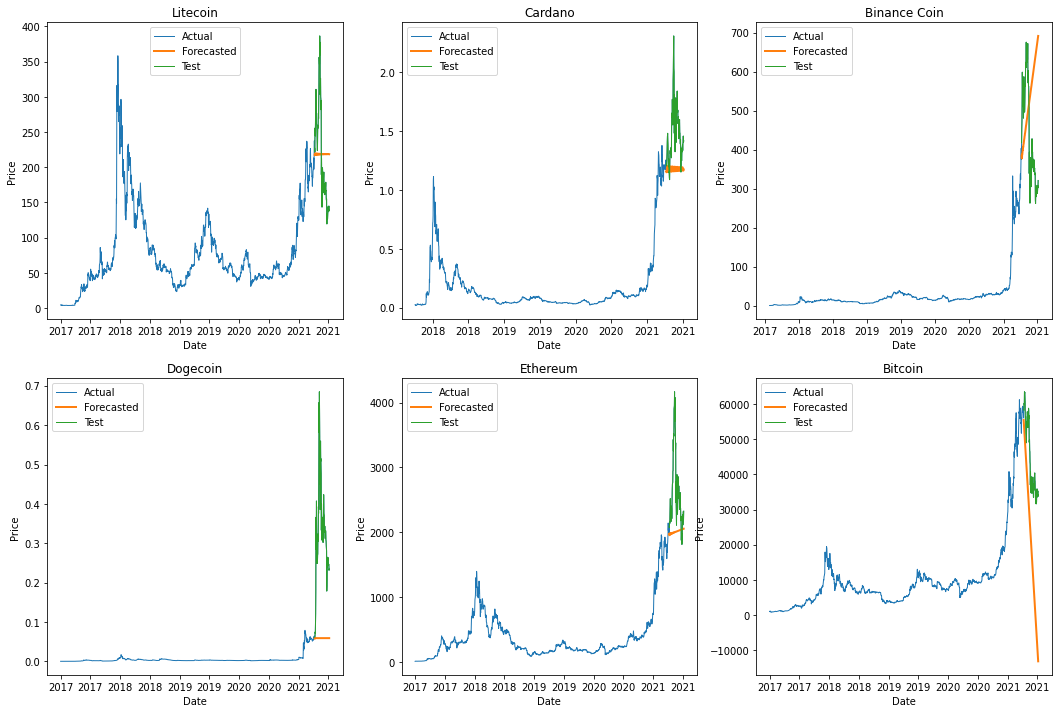 Litecoin
Actual
Forecasted
Test
Price
400
350
300
250
200
150
100
50
0
2017 2017 2018 2018 2019 2019 2020 2020 2021 2021
Date
Cardano
Actual
Forecasted
Test
Price
2.0
1.5
1.0
0.5
0.0
2018 2018 2019 2019 2020 2020 2021 2021
Date
Binance Coin
Actual
Forecasted
Test
Price
700
600
500
400
300
200
100
0
2017 2018 2018 2019 2019 2020 2020 2021 2021
Date
Dogecoin
Actual
Forecasted
Test
Price
0.7
0.6
0.5
0.4
0.3
0.2
0.1
0.0
2017 2017 2018 2018 2019 2019 2020 2020 2021 2021
Date
Ethereum
Actual
Forecasted
Test
Price
4000
3000
2000
1000
0
2017 2017 2018 2018 2019 2019 2020 2020 2021 2021
Date
Bitcoin
Actual
Forecasted
Test
Price
60000
50000
40000
30000
20000
10000
0
−10000
2017 2017 2018 2018 2019 2019 2020 2020 2021 2021
Date